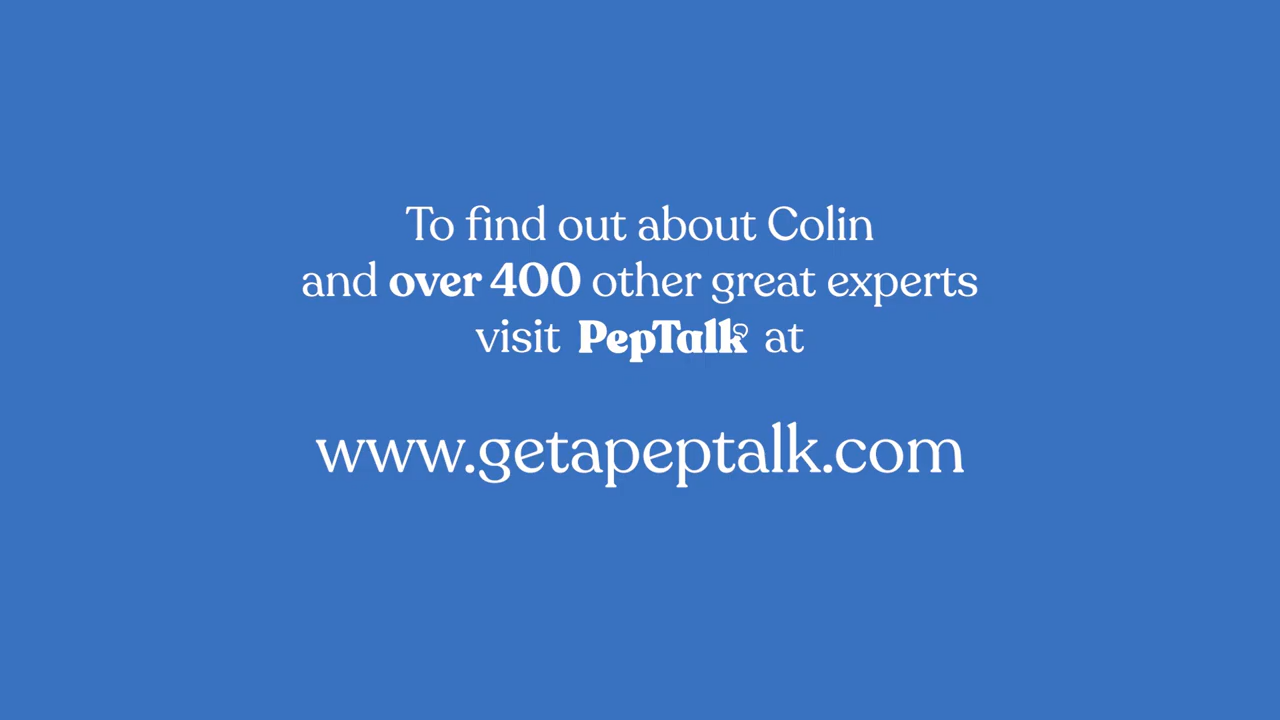 To find out about Colin
and over 400 other great experts
visit PepTalk at
www.getapeptalk.com